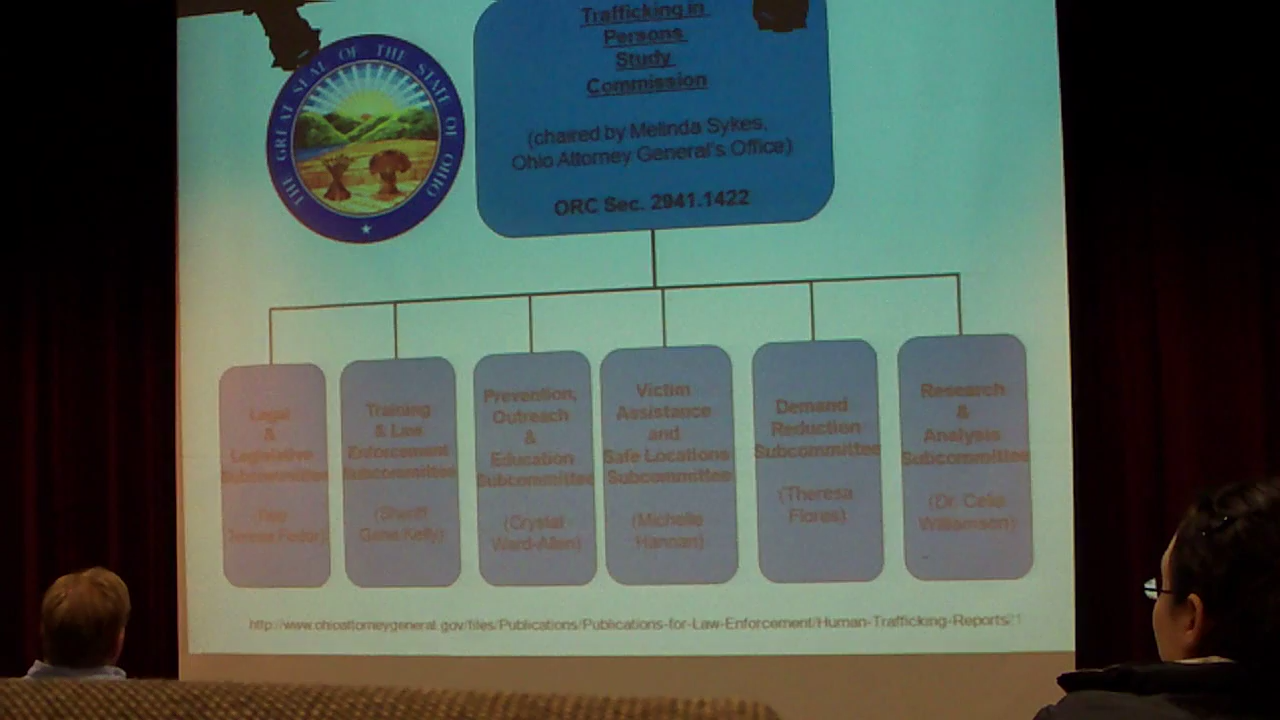 THE GREAT SEAL OF THE STATE OF OHIO
Trafficking in
Persons
Study
Commission
(chaired by Melinda Sykes,
Ohio Attorney General's Office)
ORC Sec. 2941.1422
Legal
&
Legislative
Subcommittee
Teresa Fedor)
Training
& Law
Enforcement
Subcommittee
(Sheriff
Gene Kelly)
Prevention,
Outreach
&
Education
Subcommittee
(Crystal
Ward-Allen)
Victim
Assistance
and
Safe Locations
Subcommittee
(Michelle
Hannan)
Demand
Reduction
Subcommittee
(Theresa
Flores)
Research
&
Analysis
Subcommittee
(Dr. Celia
Williamson)
http://www.ohioattorneygeneral.gov/files/Publications/Publications-for-Law-Enforcement/Human-Trafficking-Reports